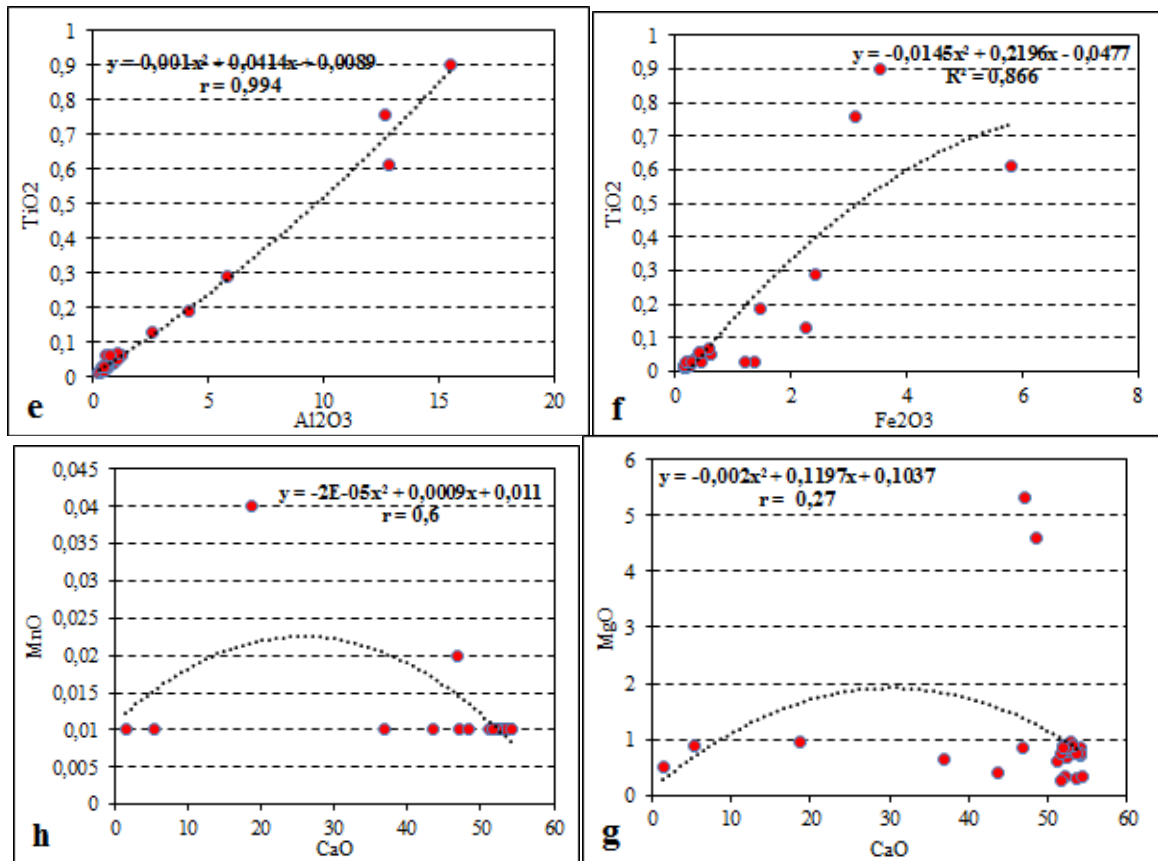 1
0,9
0,8
0,7
0,6
0,5
0,4
0,3
0,2
0,1
0
y = 0,001x² + 0,0414x + 0,0089
r = 0,994
TiO2
0 5 10 15 20
e
Al2O3
1
0,9
0,8
0,7
0,6
0,5
0,4
0,3
0,2
0,1
0
y = -0,0145x² + 0,2196x - 0,0477
R² = 0,866
TiO2
0 2 4 6 8
f
Fe2O3
0,045
0,04
0,035
0,03
0,025
0,02
0,015
0,01
0,005
0
y = -2E-05x² + 0,0009x + 0,011
r = 0,6
MnO
0 10 20 30 40 50 60
h
CaO
6
5
4
3
2
1
0
y = -0,002x² + 0,1197x + 0,1037
r = 0,27
MgO
0 10 20 30 40 50 60
g
CaO